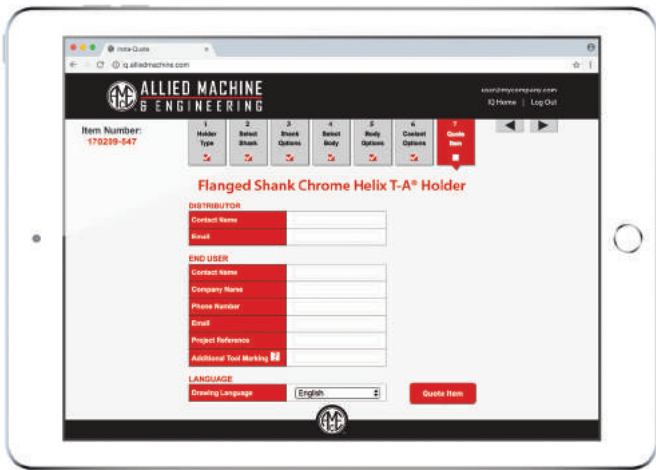 Insta-Quote
iq.alliedmachine.com
ALLIED MACHINE
& ENGINEERING
user@mycompany.com
IQ Home | Log Out
Item Number:
170209-547
1 Holder Type
2 Select Shank
3 Shank Options
4 Select Body
5 Body Options
6 Coolant Options
7 Quote Item
Flanged Shank Chrome Helix T-A® Holder
DISTRIBUTOR
Contact Name
Email
END USER
Contact Name
Company Name
Phone Number
Email
Project Reference
Additional Tool Marking ?
LANGUAGE
Drawing Language English Quote Item